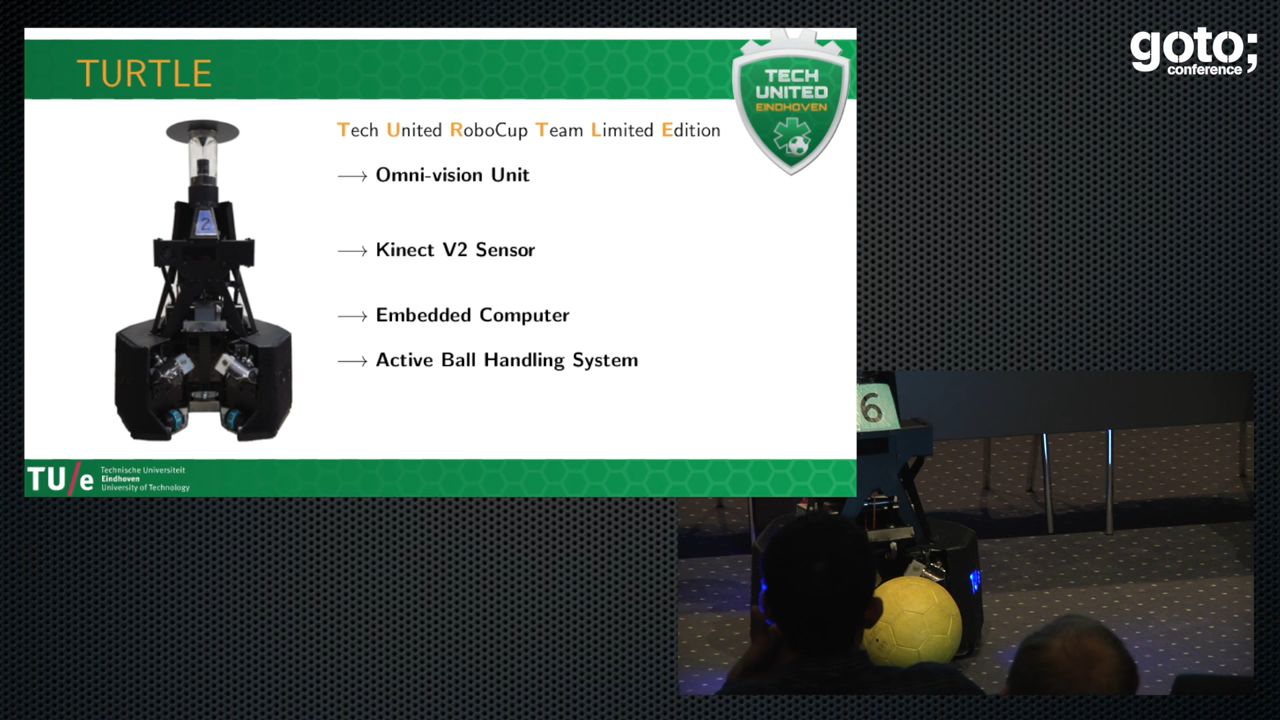 goto;
conference
TURTLE
TECH
UNITED
EINDHOVEN
Tech United RoboCup Team Limited Edition
→ Omni-vision Unit
→ Kinect V2 Sensor
→ Embedded Computer
→ Active Ball Handling System
2
6
TU/e
Technische Universiteit
Eindhoven
University of Technology